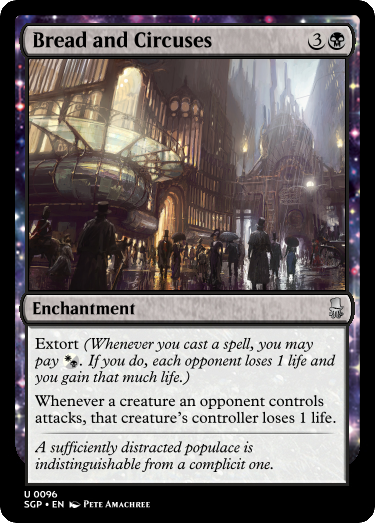 Bread and Circuses 3
Enchantment
Extort (Whenever you cast a spell, you may
pay . If you do, each opponent loses 1 life and
you gain that much life.)
Whenever a creature an opponent controls
attacks, that creature's controller loses 1 life.
A sufficiently distracted populace is
indistinguishable from a complicit one.
U 0096
SGP • EN Pete Amachree